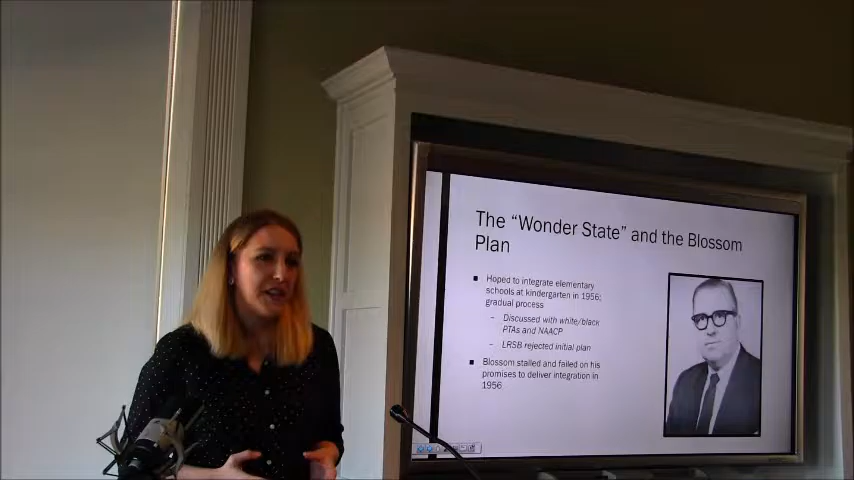 The “Wonder State” and the Blossom
Plan
Hoped to integrate elementary
schools at kindergarten in 1956;
gradual process
– Discussed with white/black
PTAs and NAACP
– LRSB rejected initial plan
Blossom stalled and failed on his
promises to deliver integration in
1956